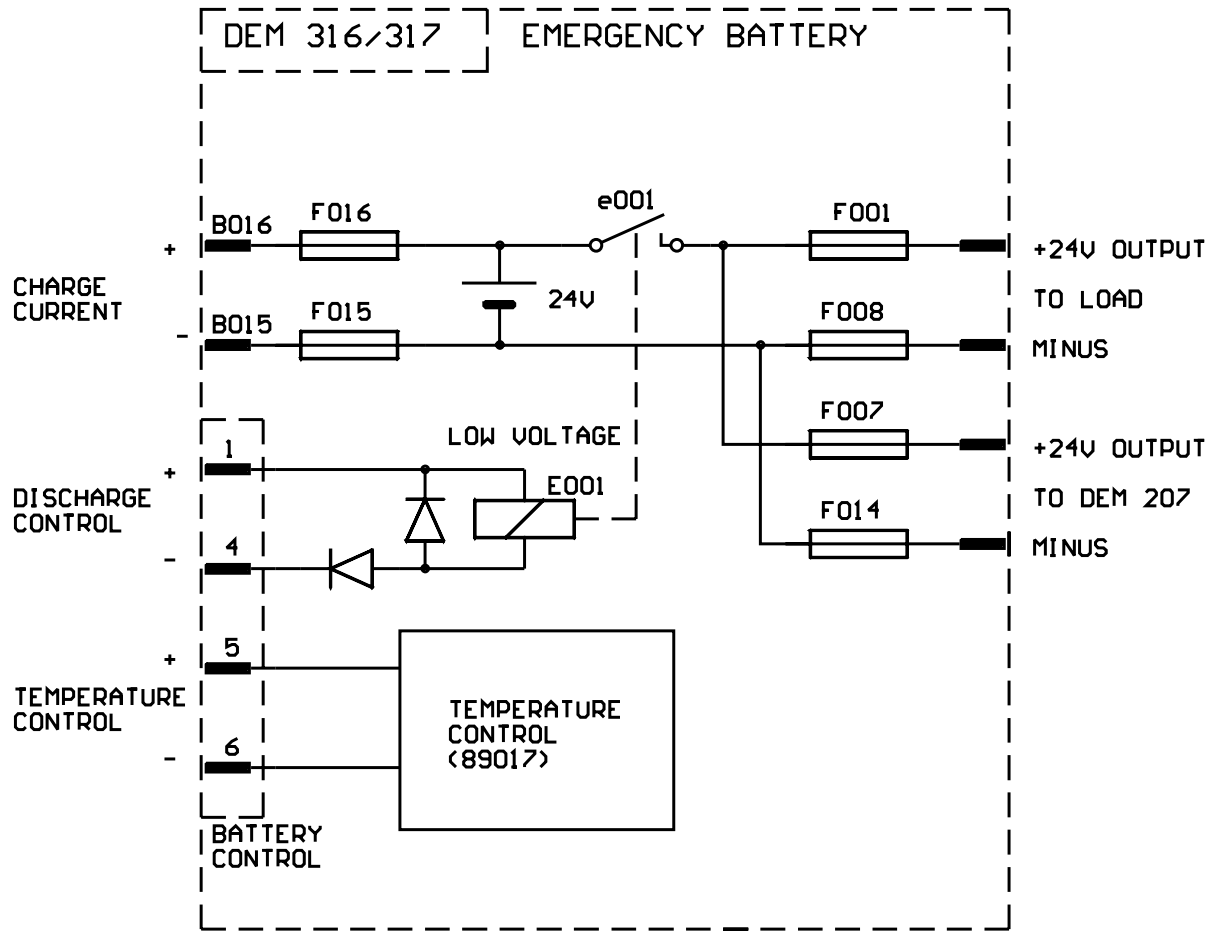 DEM 316/317
EMERGENCY BATTERY
e001
B016
F016
F001
+
+24V OUTPUT
CHARGE
CURRENT
24V
TO LOAD
B015
F015
F008
-
MINUS
F007
LOW VOLTAGE
1
+
+24V OUTPUT
E001
DISCHARGE
CONTROL
TO DEM 207
F014
4
-
MINUS
5
+
TEMPERATURE
CONTROL
TEMPERATURE
CONTROL
(89017)
6
-
BATTERY
CONTROL